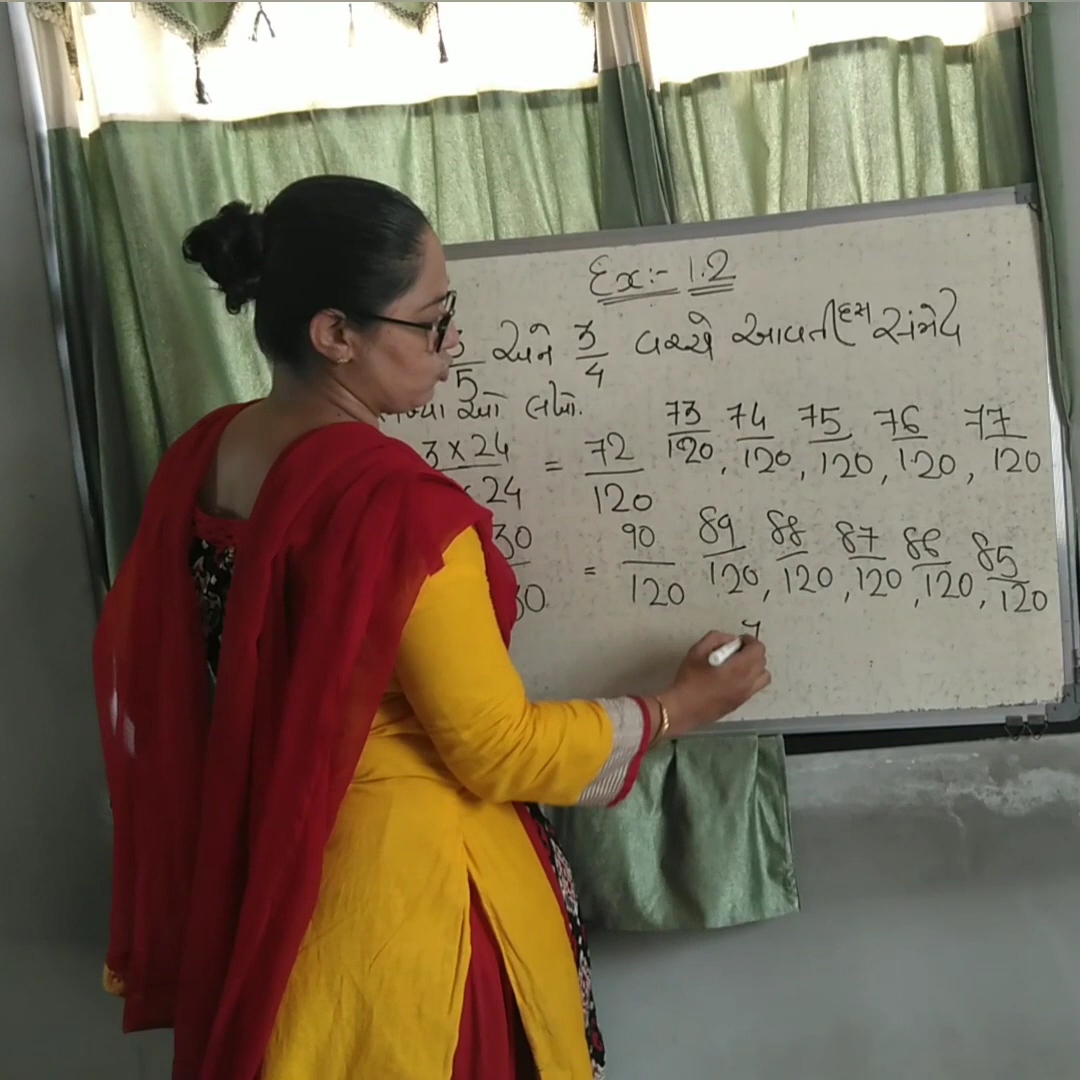 Ex:- 1.2
3/5 અને 3/4 વચ્ચે આવતી દસ સંમેય
સંખ્યાઓ લખો.
3 × 24 / × 24 = 72/120 73/120, 74/120, 75/120, 76/120, 77/120
30 / 30 = 90/120 89/120, 88/120, 87/120, 86/120, 85/120